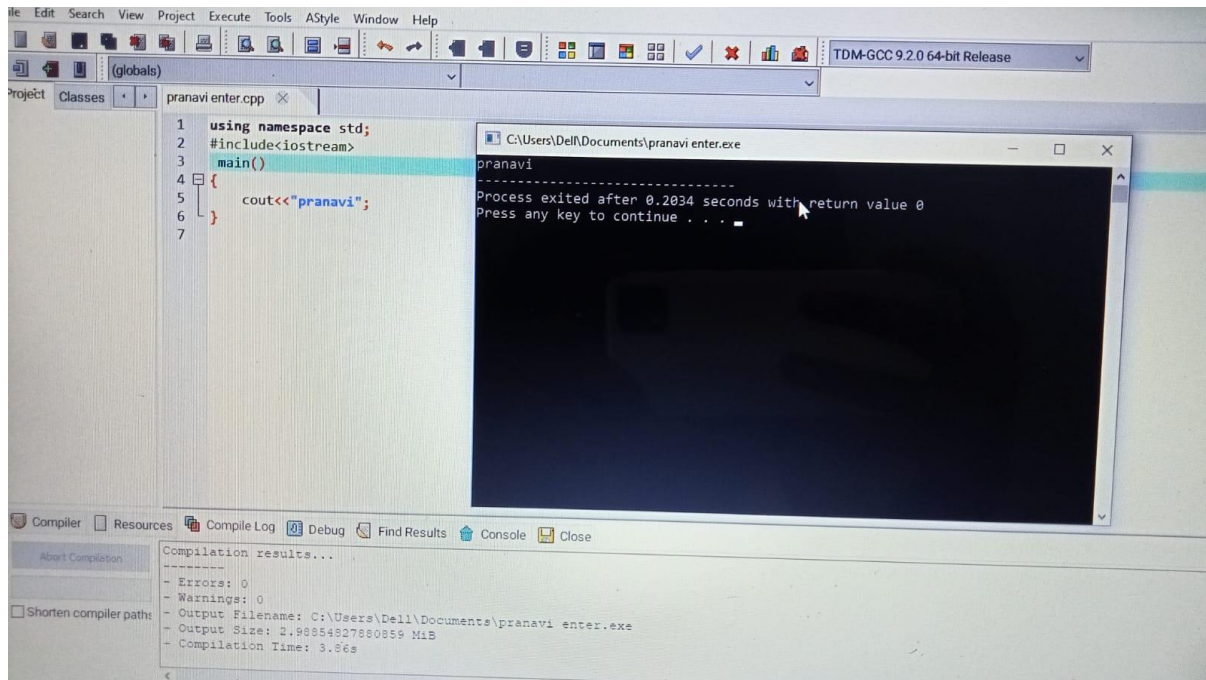 ile Edit Search View Project Execute Tools AStyle Window Help
TDM-GCC 9.2.0 64-bit Release
(globals)
Project Classes
pranavi enter.cpp
1 using namespace std;
2 #include<iostream>
3 main()
4 {
5 cout<<"pranavi";
6 }
7
C:\Users\Dell\Documents\pranavi enter.exe
pranavi
--------------------------------
Process exited after 0.2034 seconds with return value 0
Press any key to continue . . .
Compiler Resources Compile Log Debug Find Results Console Close
Abort Compilation
Shorten compiler paths
Compilation results...
--------
- Errors: 0
- Warnings: 0
- Output Filename: C:\Users\Dell\Documents\pranavi enter.exe
- Output Size: 2.98854827880859 MiB
- Compilation Time: 3.86s